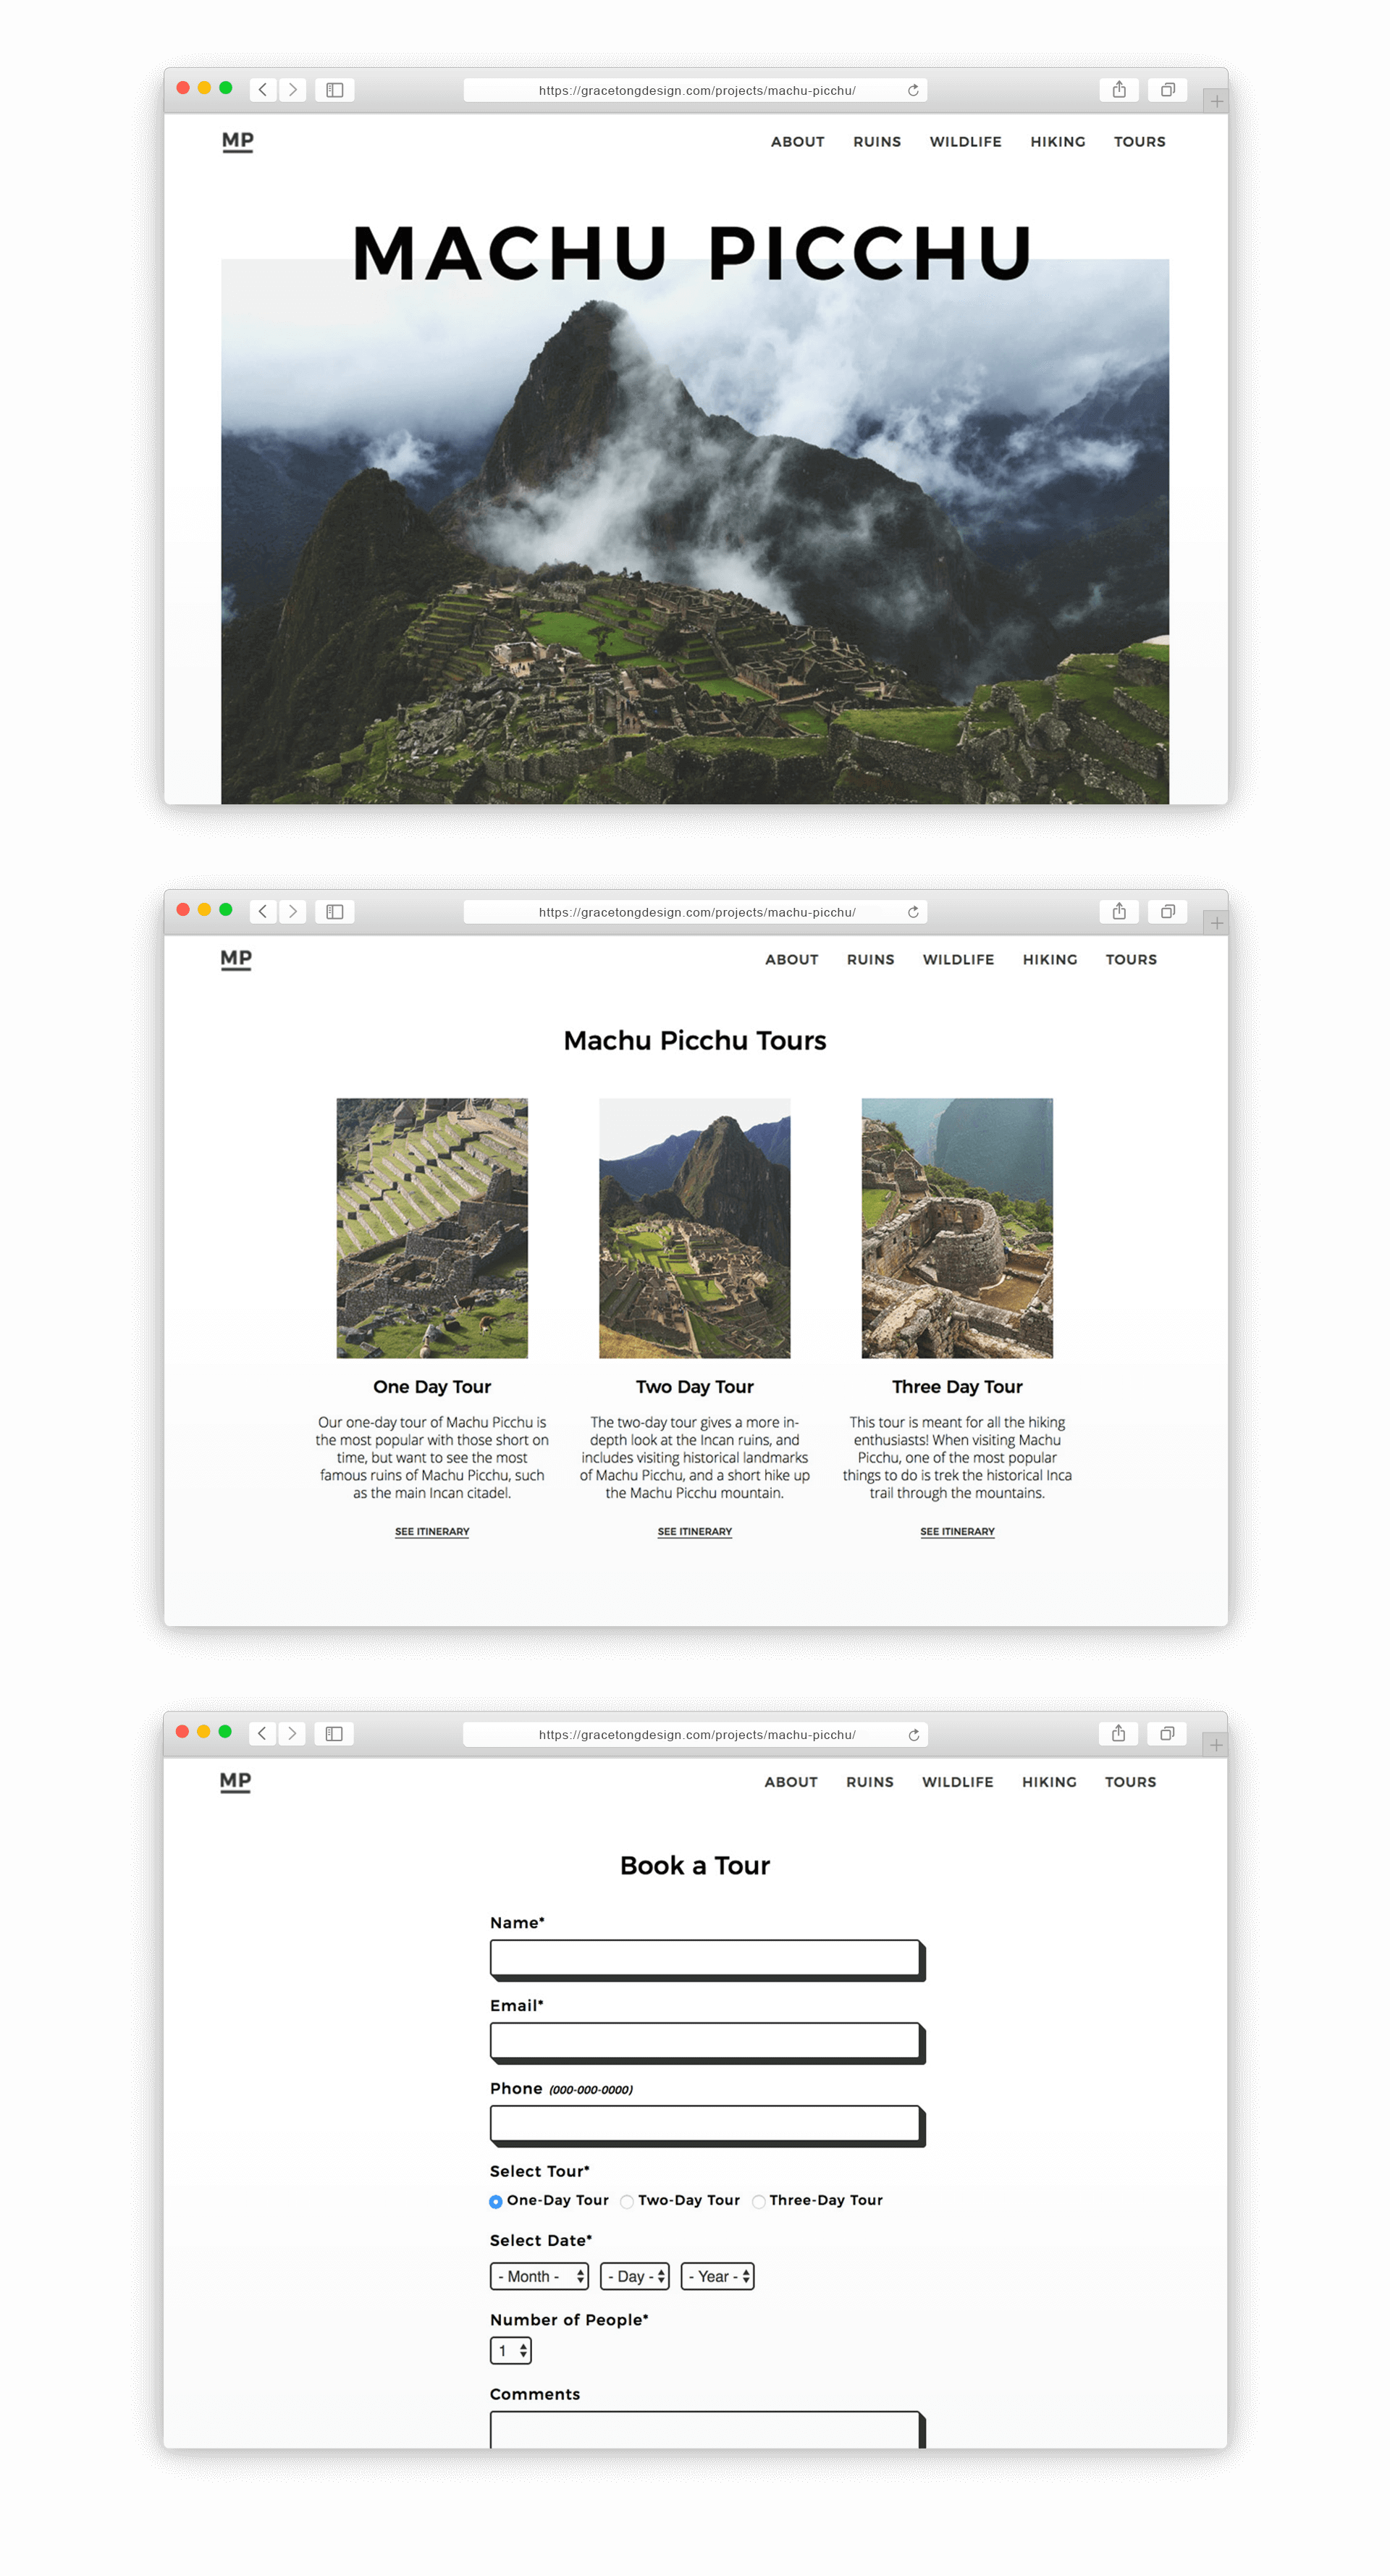 https://gracetongdesign.com/projects/machu-picchu/
MP
ABOUT RUINS WILDLIFE HIKING TOURS
MACHU PICCHU
https://gracetongdesign.com/projects/machu-picchu/
MP
ABOUT RUINS WILDLIFE HIKING TOURS
Machu Picchu Tours
One Day Tour
Our one-day tour of Machu Picchu is
the most popular with those short on
time, but want to see the most
famous ruins of Machu Picchu, such
as the main Incan citadel.
SEE ITINERARY
Two Day Tour
The two-day tour gives a more in-
depth look at the Incan ruins, and
includes visiting historical landmarks
of Machu Picchu, and a short hike up
the Machu Picchu mountain.
SEE ITINERARY
Three Day Tour
This tour is meant for all the hiking
enthusiasts! When visiting Machu
Picchu, one of the most popular
things to do is trek the historical Inca
trail through the mountains.
SEE ITINERARY
https://gracetongdesign.com/projects/machu-picchu/
MP
ABOUT RUINS WILDLIFE HIKING TOURS
Book a Tour
Name*
Email*
Phone (000-000-0000)
Select Tour*
One-Day Tour Two-Day Tour Three-Day Tour
Select Date*
- Month - - Day - - Year -
Number of People*
1
Comments